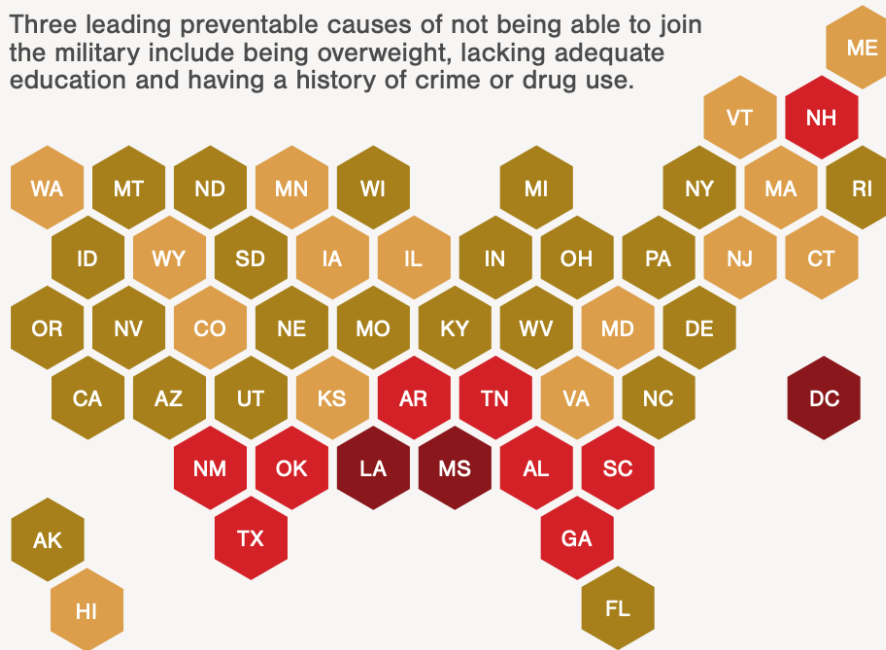 Three leading preventable causes of not being able to join
the military include being overweight, lacking adequate
education and having a history of crime or drug use.
ME
VT NH
WA MT ND MN WI MI NY MA RI
ID WY SD IA IL IN OH PA NJ CT
OR NV CO NE MO KY WV MD DE
CA AZ UT KS AR TN VA NC DC
NM OK LA MS AL SC
AK TX GA
HI FL